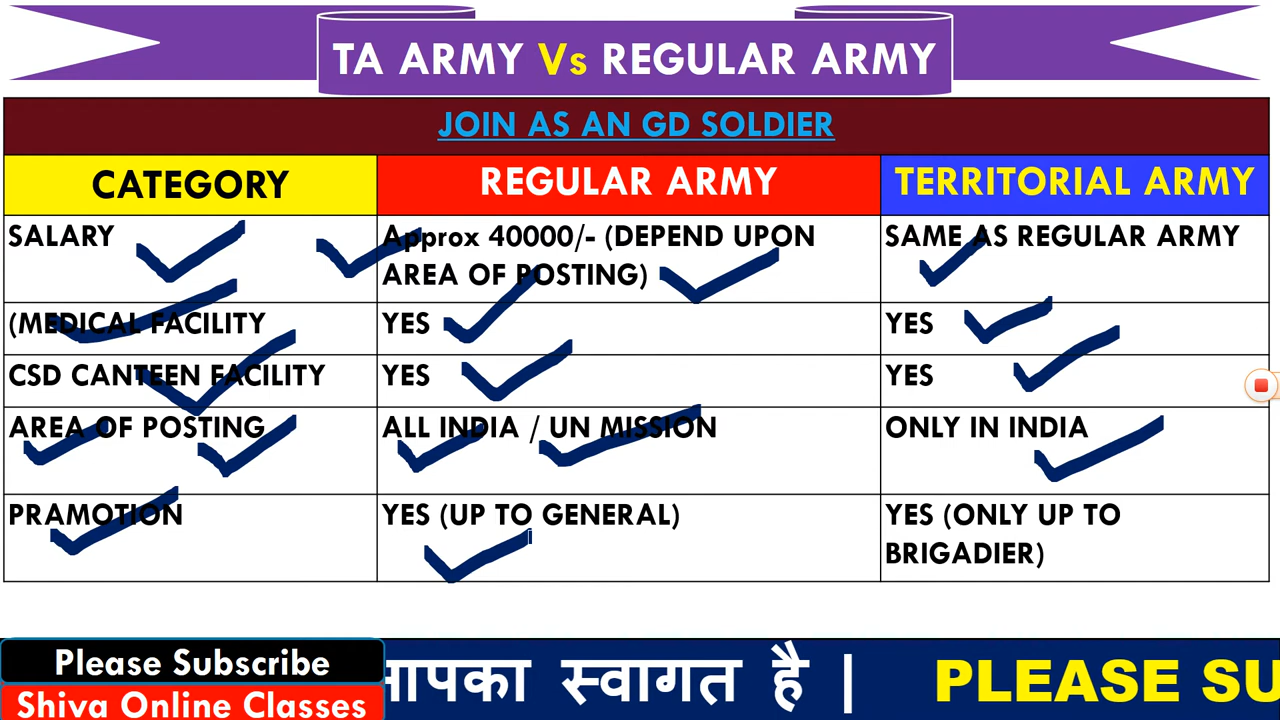 TA ARMY Vs REGULAR ARMY
JOIN AS AN GD SOLDIER
CATEGORY
REGULAR ARMY
TERRITORIAL ARMY
SALARY
Approx 40000/- (DEPEND UPON
AREA OF POSTING)
SAME AS REGULAR ARMY
(MEDICAL FACILITY
YES
YES
CSD CANTEEN FACILITY
YES
YES
AREA OF POSTING
ALL INDIA / UN MISSION
ONLY IN INDIA
PRAMOTION
YES (UP TO GENERAL)
YES (ONLY UP TO
BRIGADIER)
Please Subscribe
Shiva Online Classes
आपका स्वागत है | PLEASE SU